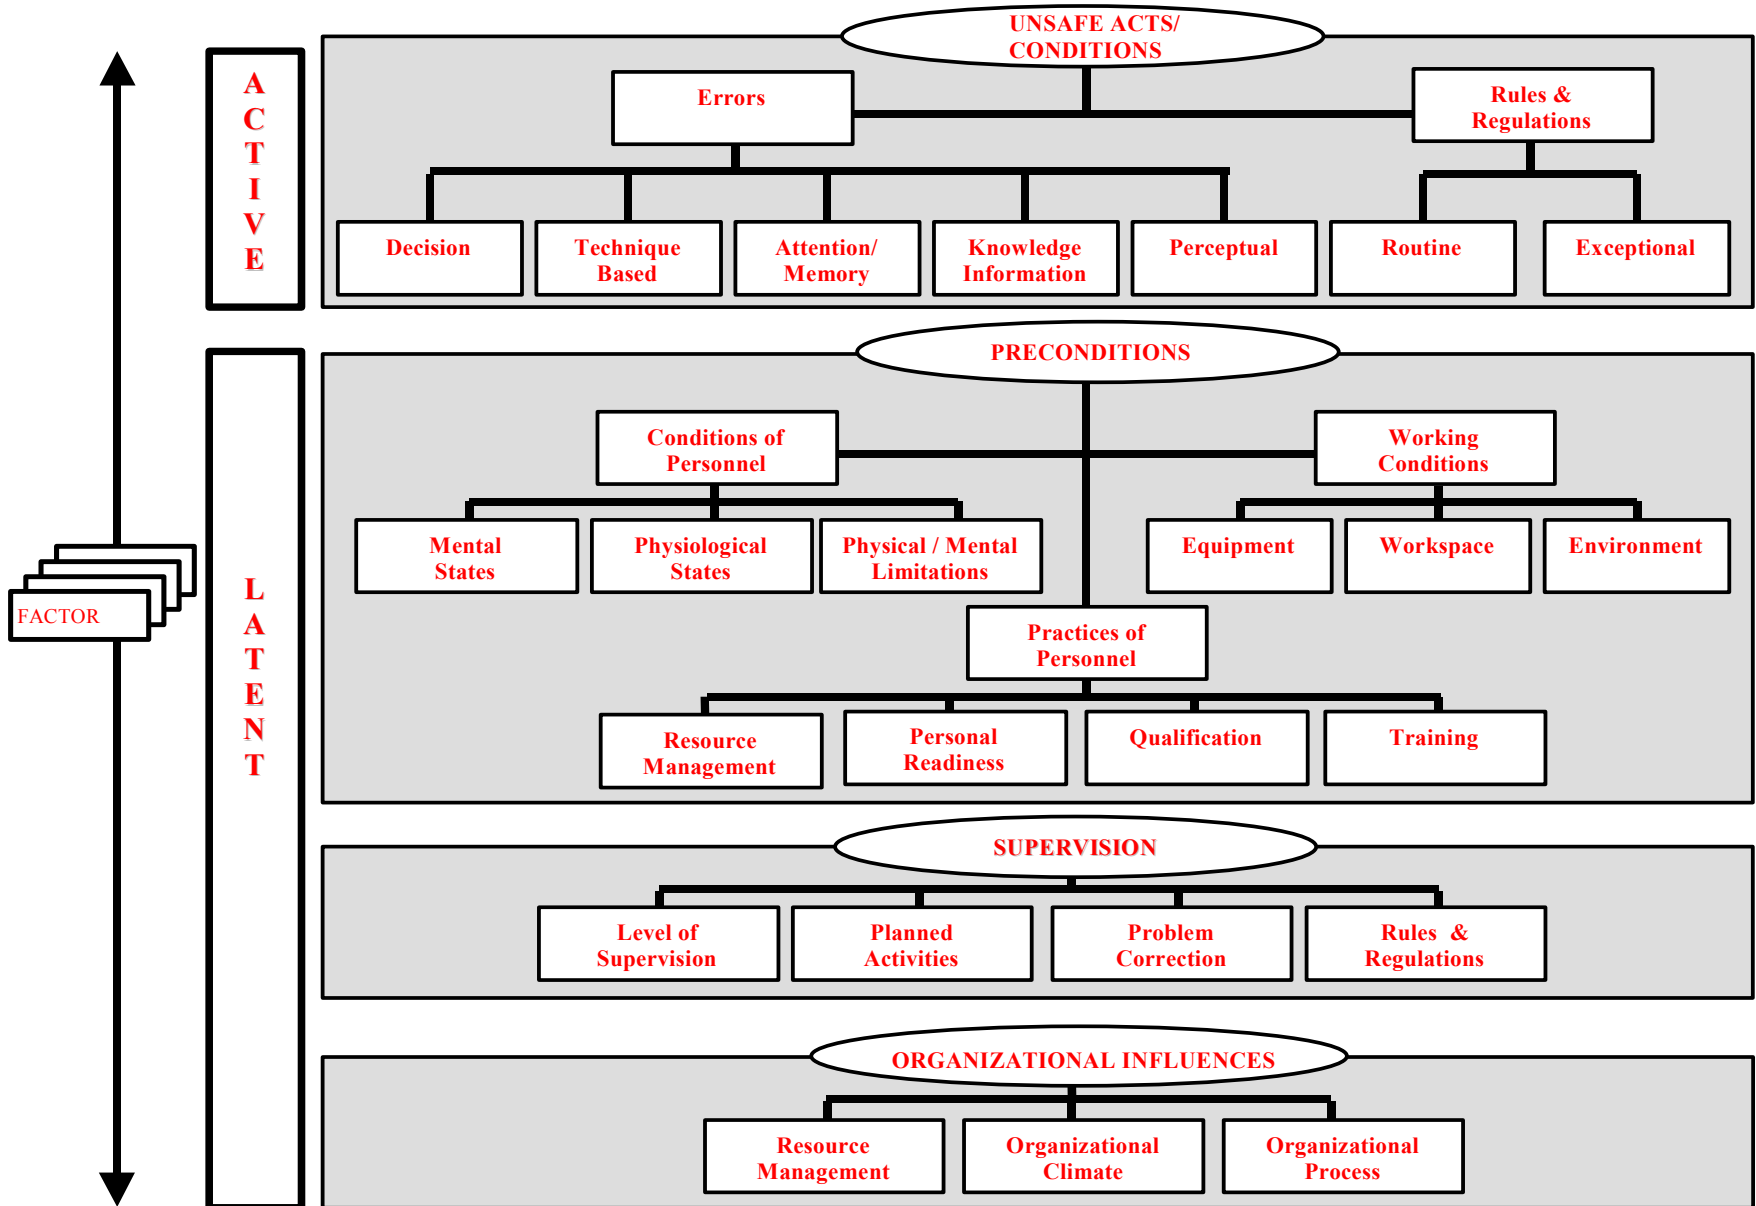 UNSAFE ACTS/
CONDITIONS
A
C
T
I
V
E
Errors
Rules &
Regulations
Decision
Technique
Based
Attention/
Memory
Knowledge
Information
Perceptual
Routine
Exceptional
PRECONDITIONS
L
A
T
E
N
T
FACTOR
Conditions of
Personnel
Working
Conditions
Mental
States
Physiological
States
Physical / Mental
Limitations
Equipment
Workspace
Environment
Practices of
Personnel
Resource
Management
Personal
Readiness
Qualification
Training
SUPERVISION
Level of
Supervision
Planned
Activities
Problem
Correction
Rules &
Regulations
ORGANIZATIONAL INFLUENCES
Resource
Management
Organizational
Climate
Organizational
Process